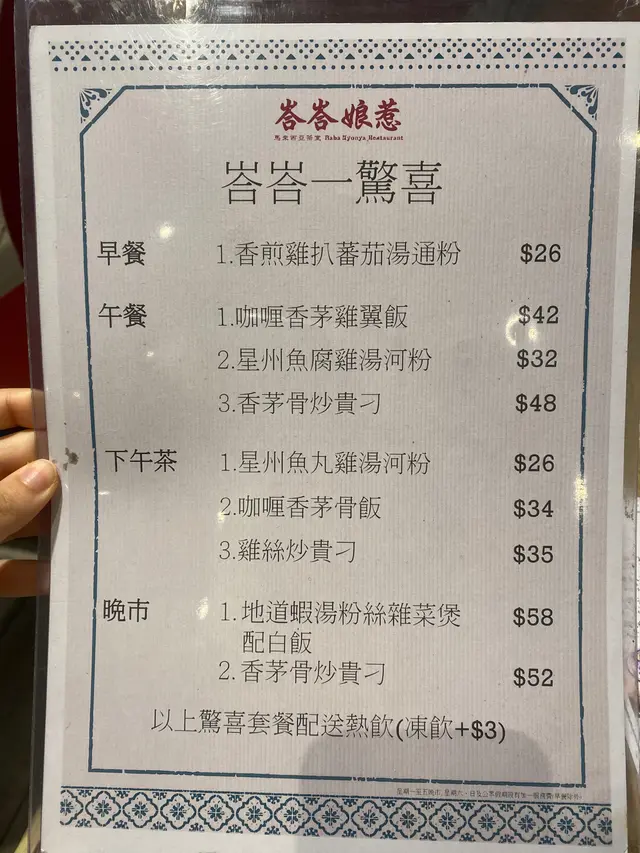 峇峇娘惹
馬來西亞茶室 Baba Nyonya Restaurant
峇峇一驚喜
早餐 1.香煎雞扒蕃茄湯通粉 $26
午餐 1.咖喱香茅雞翼飯 $42
2.星州魚腐雞湯河粉 $32
3.香茅骨炒貴刁 $48
下午茶 1.星州魚丸雞湯河粉 $26
2.咖喱香茅骨飯 $34
3.雞絲炒貴刁 $35
晚市 1.地道蝦湯粉絲雜菜煲 $58
配白飯
2.香茅骨炒貴刁 $52
以上驚喜套餐配送熱飲(凍飲+$3)